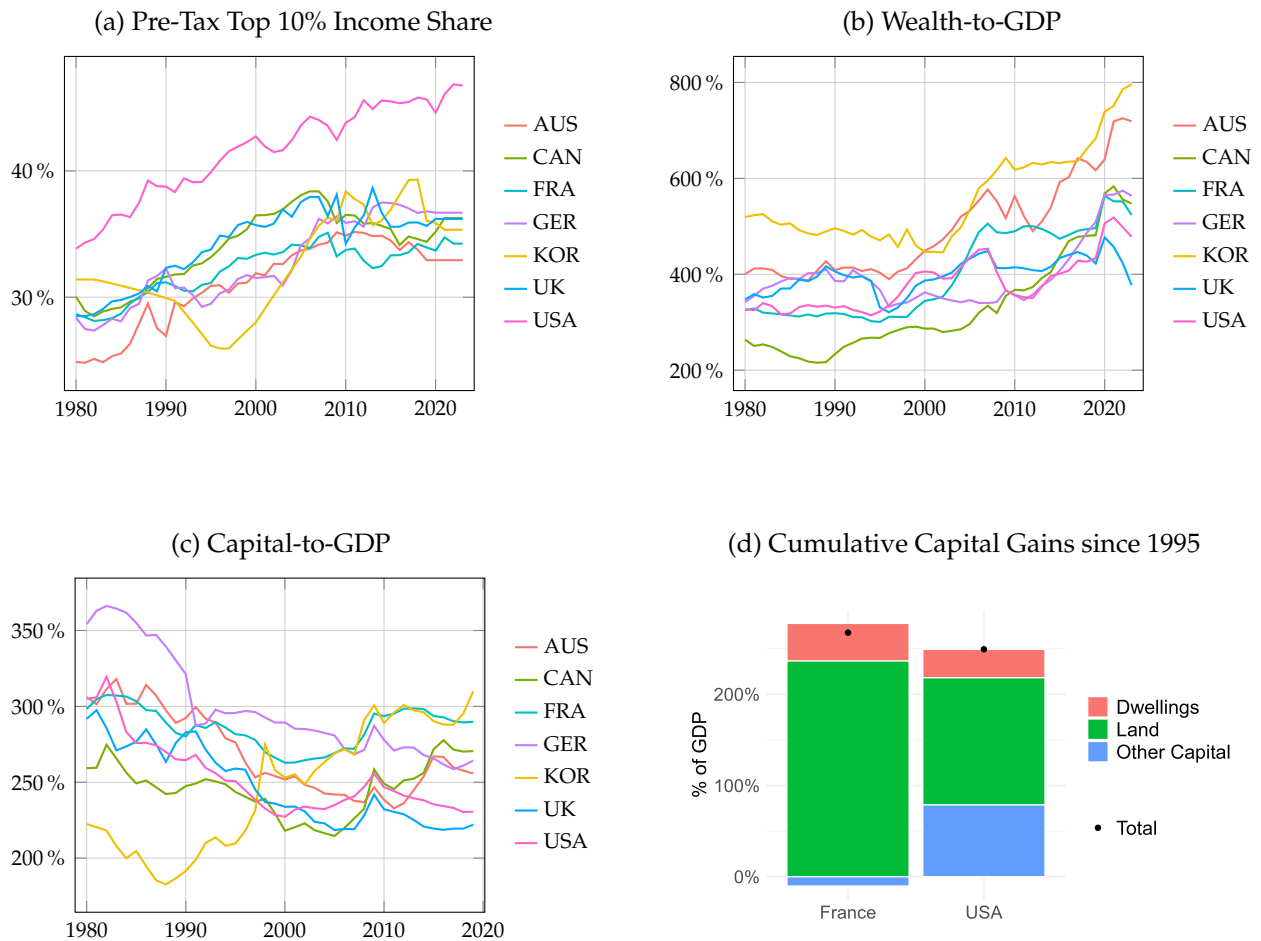 (a) Pre-Tax Top 10% Income Share
40 %
30 %
1980 1990 2000 2010 2020
AUS
CAN
FRA
GER
KOR
UK
USA
(b) Wealth-to-GDP
800 %
600 %
400 %
200 %
1980 1990 2000 2010 2020
AUS
CAN
FRA
GER
KOR
UK
USA
(c) Capital-to-GDP
350 %
300 %
250 %
200 %
1980 1990 2000 2010 2020
AUS
CAN
FRA
GER
KOR
UK
USA
(d) Cumulative Capital Gains since 1995
% of GDP
200%
100%
0%
France USA
Dwellings
Land
Other Capital
Total